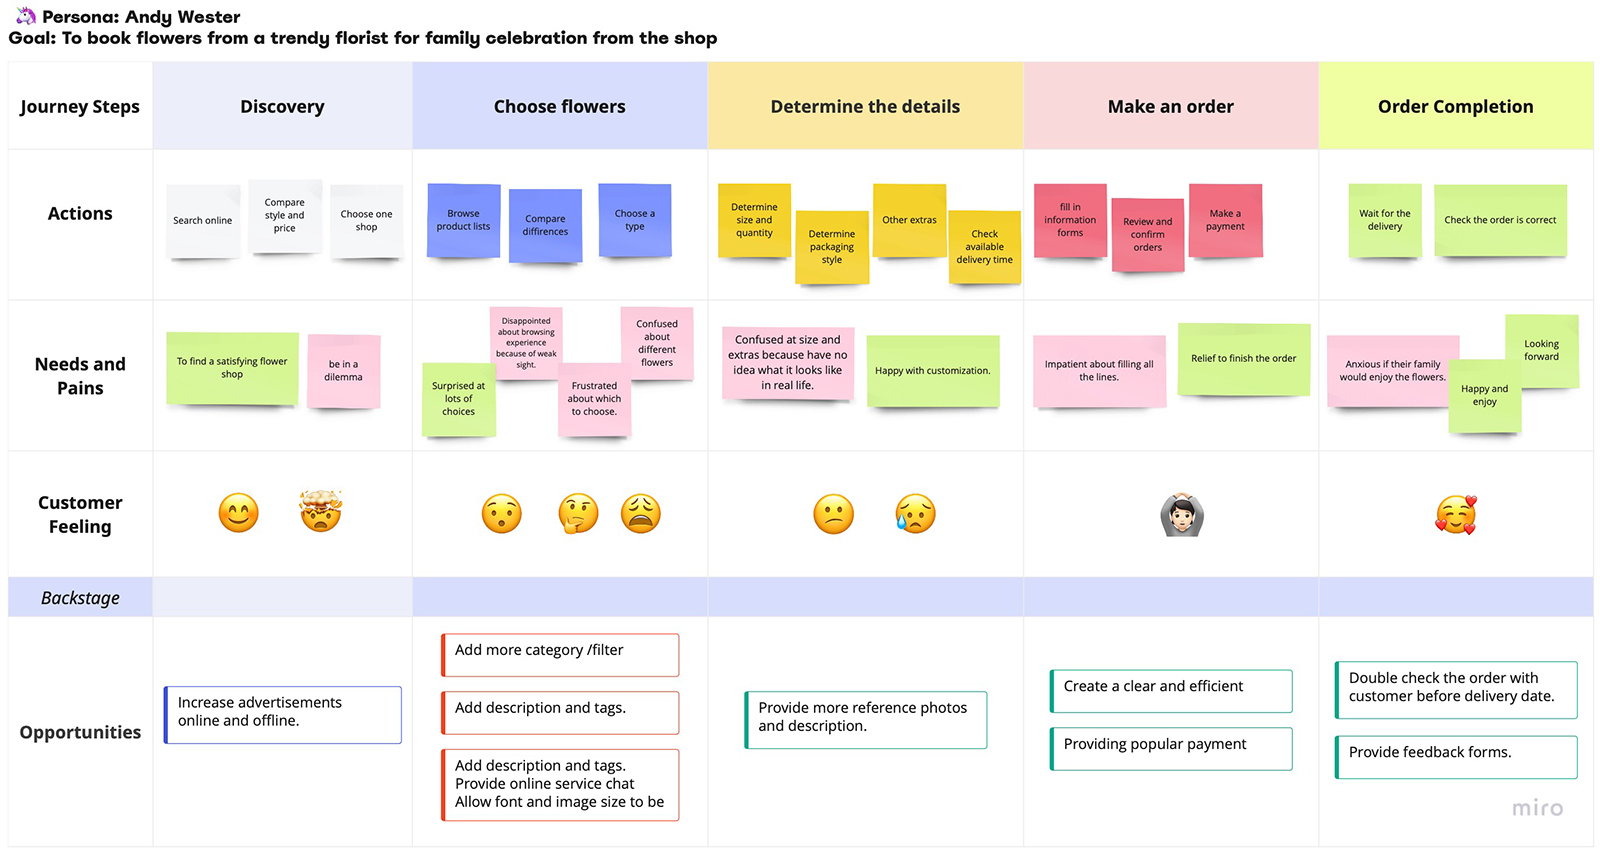 Persona: Andy Wester
Goal: To book flowers from a trendy florist for family celebration from the shop
Journey Steps
Discovery
Choose flowers
Determine the details
Make an order
Order Completion
Actions
Search online
Compare
style and
price
Choose one
shop
Browse
product lists
Compare
diffirences
Choose a
type
Determine
size and
quantity
Determine
packaging
style
Other extras
Check
available
delivery time
fill in
information
forms
Review and
confirm
orders
Make a
payment
Wait for the
delivery
Check the order is correct
Needs and
Pains
To find a satisfying flower
shop
be in a
dilemma
Surprised at
lots of
choices
Disappointed
about browsing
experience
because of weak
sight.
Frustrated
about which
to choose.
Confused
about
different
flowers
Confused at size and
extras because have no
idea what it looks like
in real life.
Happy with customization.
Impatient about filling all
the lines.
Relief to finish the order
Anxious if their family
would enjoy the flowers.
Happy and
enjoy
Looking
forward
Customer
Feeling
Backstage
Opportunities
Increase advertisements
online and offline.
Add more category /filter
Add description and tags.
Add description and tags.
Provide online service chat
Allow font and image size to be
Provide more reference photos
and description.
Create a clear and efficient
Providing popular payment
Double check the order with
customer before delivery date.
Provide feedback forms.
miro